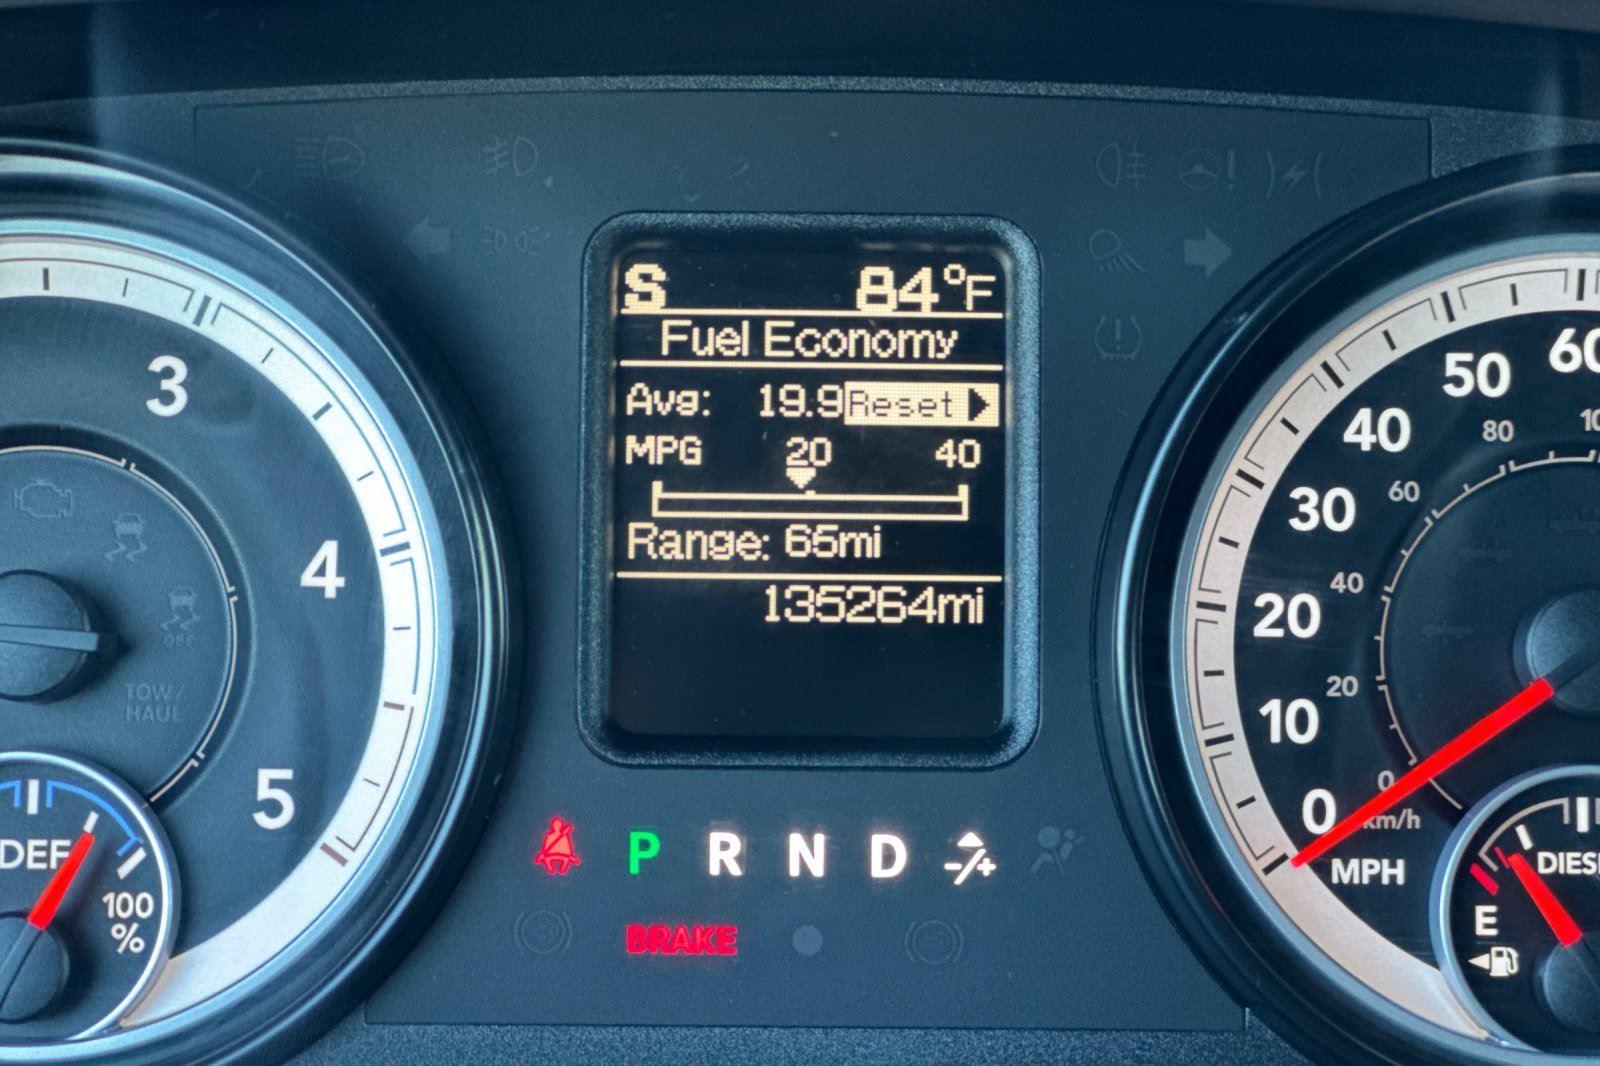 S 84°F
Fuel Economy
Avg: 19.9 Reset
MPG 20 40
Range: 65mi
135264mi
3
4
5
OFF
TOW/
HAUL
DEF
100
%
P R N D -/+
BRAKE
60
50
40
30
20
10
0
MPH
80
60
40
20
0
km/h
E